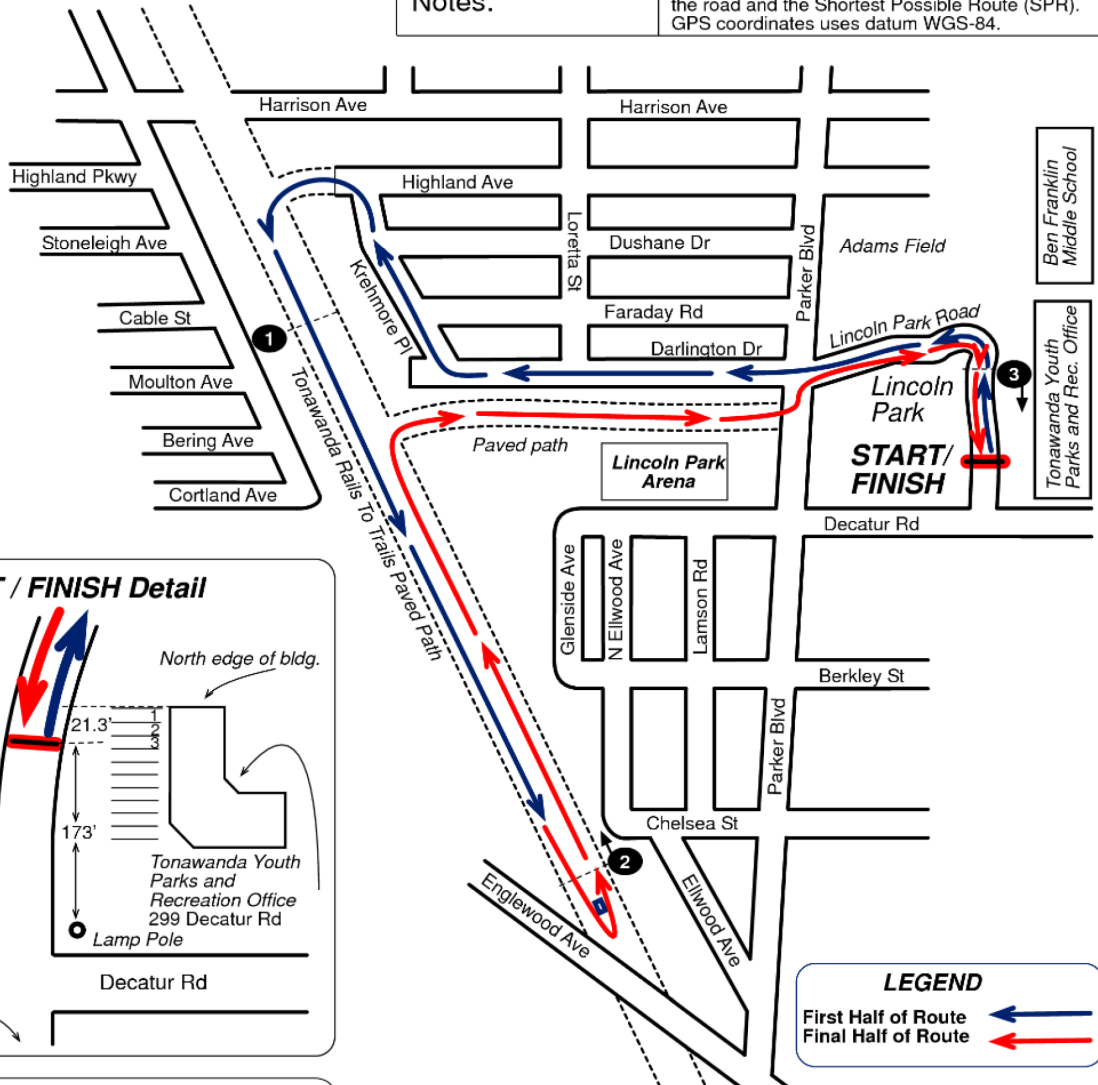 Notes:
the road and the Shortest Possible Route (SPR).
GPS coordinates uses datum WGS-84.
Harrison Ave
Harrison Ave
Highland Pkwy
Highland Ave
Ben Franklin
Middle School
Stoneleigh Ave
Loretta St
Dushane Dr
Parker Blvd
Adams Field
Krehmore Pl
Cable St
Faraday Rd
Lincoln Park Road
1
Darlington Dr
Tonawanda Youth
Parks and Rec. Office
Moulton Ave
Tonawanda Rails To Trails Paved Path
Lincoln
Park
3
Bering Ave
Paved path
Lincoln Park
Arena
START/
FINISH
Cortland Ave
Decatur Rd
Glenside Ave
N Ellwood Ave
Lamson Rd
Berkley St
Parker Blvd
Chelsea St
2
Englewood Ave
Ellwood Ave
/ FINISH Detail
North edge of bldg.
21.3'
1
2
3
173'
Tonawanda Youth
Parks and
Recreation Office
299 Decatur Rd
Lamp Pole
Decatur Rd
LEGEND
First Half of Route
Final Half of Route